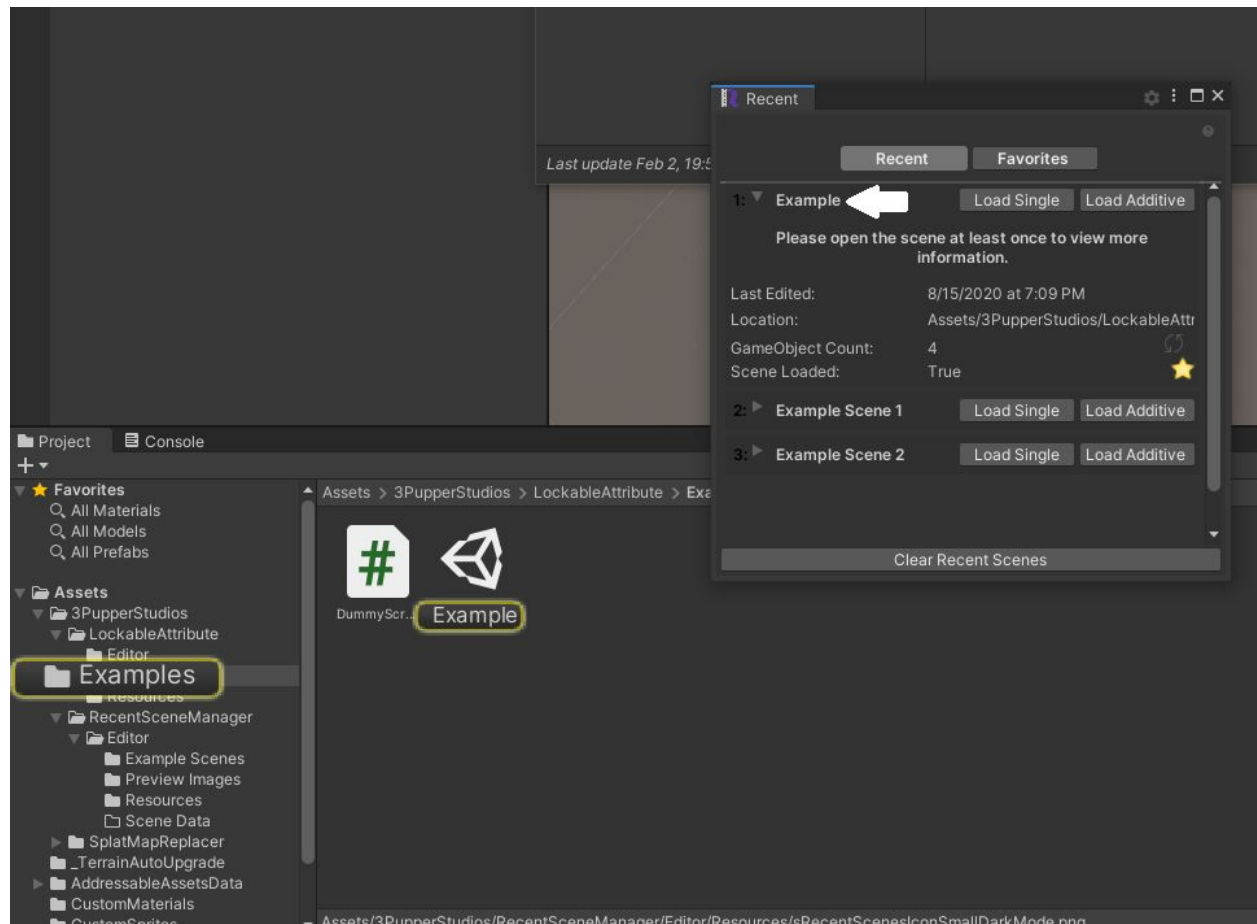 Recent
Last update Feb 2, 19:5
Recent Favorites
1: Example Load Single Load Additive
Please open the scene at least once to view more
information.
Last Edited: 8/15/2020 at 7:09 PM
Location: Assets/3PupperStudios/LockableAttr
GameObject Count: 4
Scene Loaded: True
2: Example Scene 1 Load Single Load Additive
3: Example Scene 2 Load Single Load Additive
Clear Recent Scenes
Project Console
Favorites
All Materials
All Models
All Prefabs
Assets
3PupperStudios
LockableAttribute
Editor
Examples
Resources
RecentSceneManager
Editor
Example Scenes
Preview Images
Resources
Scene Data
SplatMapReplacer
_TerrainAutoUpgrade
AddressableAssetsData
CustomMaterials
CustomSprites
Assets > 3PupperStudios > LockableAttribute > Exa
DummyScr... Example
Assets/3PupperStudios/RecentSceneManager/Editor/Resources/sRecentScenesIconSmallDarkMode.png